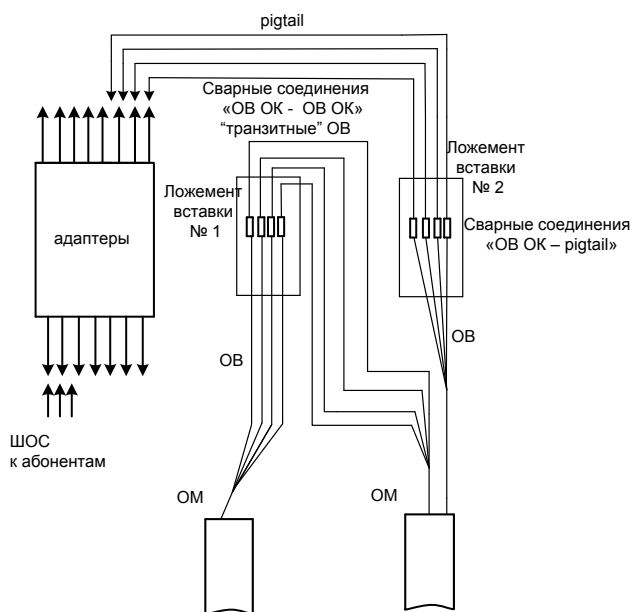 pigtail
Сварные соединения
«ОВ ОК - ОВ ОК»
“транзитные” ОВ
Ложемент
вставки
№ 2
Ложемент
вставки
№ 1
адаптеры
Сварные соединения
«ОВ ОК – pigtail»
ОВ
ОВ
ШОС
к абонентам
ОМ
ОМ